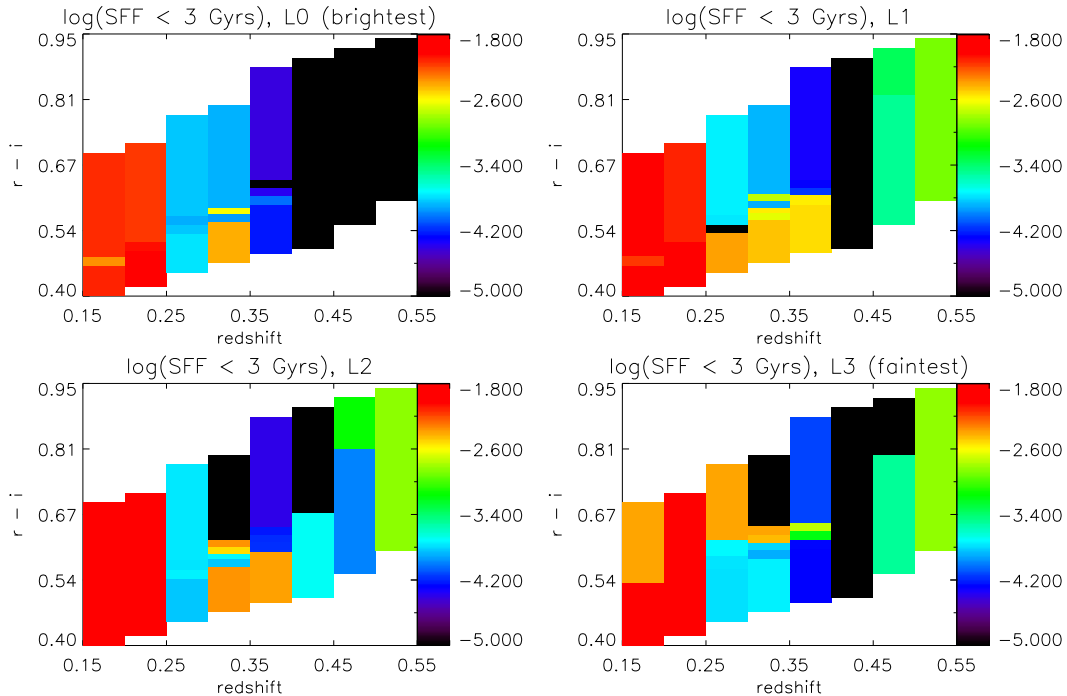 log(SFF < 3 Gyrs), L0 (brightest)
0.95
0.81
0.67
0.54
0.40
r - i
0.15 0.25 0.35 0.45 0.55
redshift
-1.800
-2.600
-3.400
-4.200
-5.000
log(SFF < 3 Gyrs), L1
0.95
0.81
0.67
0.54
0.40
r - i
0.15 0.25 0.35 0.45 0.55
redshift
-1.800
-2.600
-3.400
-4.200
-5.000
log(SFF < 3 Gyrs), L2
0.95
0.81
0.67
0.54
0.40
r - i
0.15 0.25 0.35 0.45 0.55
redshift
-1.800
-2.600
-3.400
-4.200
-5.000
log(SFF < 3 Gyrs), L3 (faintest)
0.95
0.81
0.67
0.54
0.40
r - i
0.15 0.25 0.35 0.45 0.55
redshift
-1.800
-2.600
-3.400
-4.200
-5.000